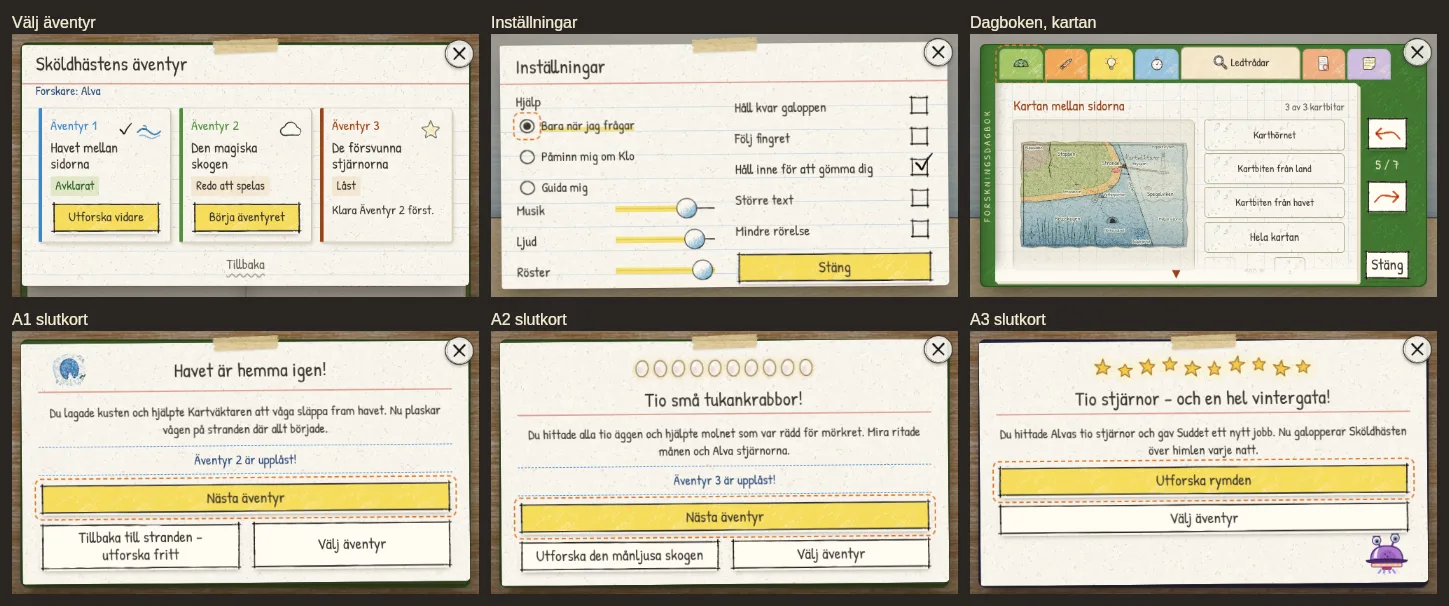 Välj äventyr
Sköldhästens äventyr
Forskare: Alva
Äventyr 1
Havet mellan
sidorna
Avklarat
Utforska vidare
Äventyr 2
Den magiska
skogen
Redo att spelas
Börja äventyret
Äventyr 3
De försvunna
stjärnorna
Låst
Klara Äventyr 2 först.
Tillbaka
Inställningar
Inställningar
Hjälp
Bara när jag frågar
Påminn mig om Klo
Guida mig
Musik
Ljud
Röster
Håll kvar galoppen
Följ fingret
Håll inne för att gömma dig
Större text
Mindre rörelse
Stäng
Dagboken, kartan
Ledtrådar
FORSKNINGSDAGBOK
Kartan mellan sidorna
3 av 3 kartbitar
Karthörnet
Kartbiten från land
Kartbiten från havet
Hela kartan
5 / 7
Stäng
A1 slutkort
Havet är hemma igen!
Du lagade kusten och hjälpte Kartväktaren att våga släppa fram havet. Nu plaskar
vågen på stranden där allt började.
Äventyr 2 är upplåst!
Nästa äventyr
Tillbaka till stranden –
utforska fritt
Välj äventyr
A2 slutkort
Tio små tukankrabbor!
Du hittade alla tio äggen och hjälpte molnet som var rädd för mörkret. Mira ritade
månen och Alva stjärnorna.
Äventyr 3 är upplåst!
Nästa äventyr
Utforska den månljusa skogen
Välj äventyr
A3 slutkort
Tio stjärnor – och en hel vintergata!
Du hittade Alvas tio stjärnor och gav Suddet ett nytt jobb. Nu galopperar Sköldhästen
över himlen varje natt.
Utforska rymden
Välj äventyr